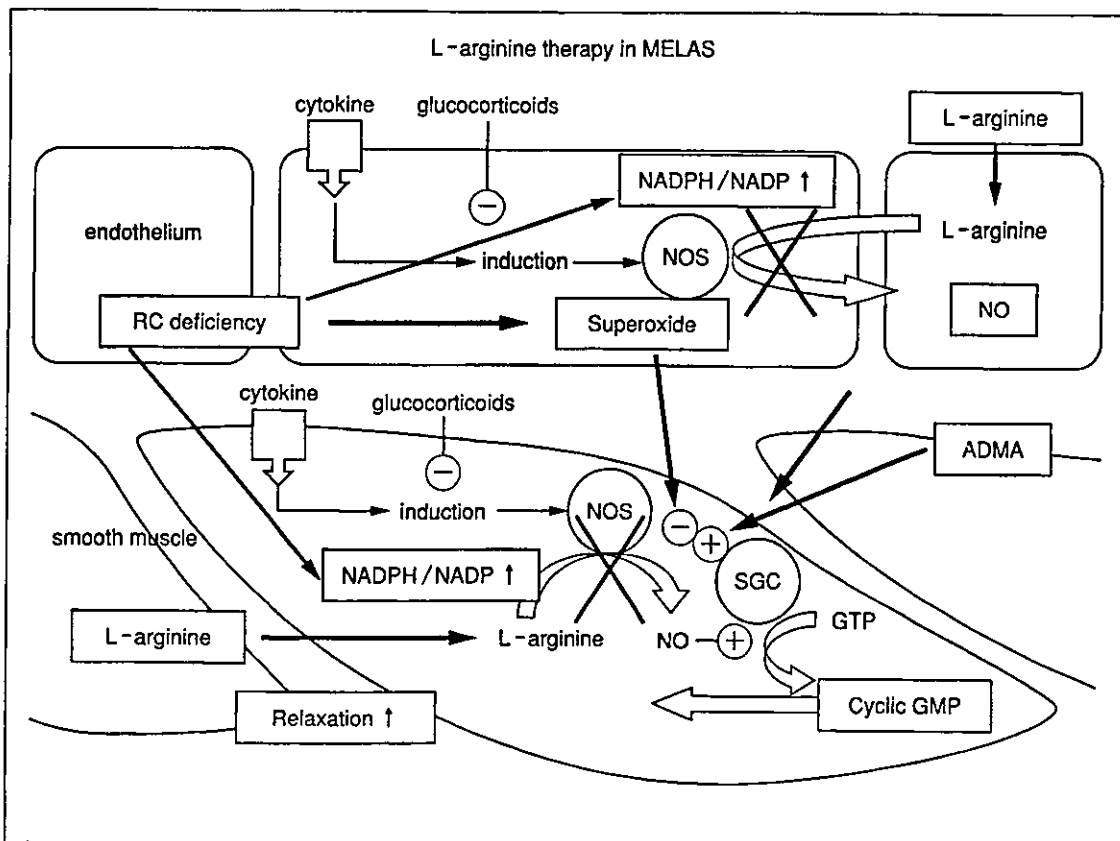 L-arginine therapy in MELAS
cytokine
glucocorticoids
L-arginine
NADPH/NADP ↑
endothelium
−
L-arginine
induction
NOS
RC deficiency
Superoxide
NO
cytokine
glucocorticoids
ADMA
−
induction
NOS
−
+
smooth muscle
NADPH/NADP ↑
SGC
L-arginine
L-arginine
NO
+
GTP
Relaxation ↑
Cyclic GMP